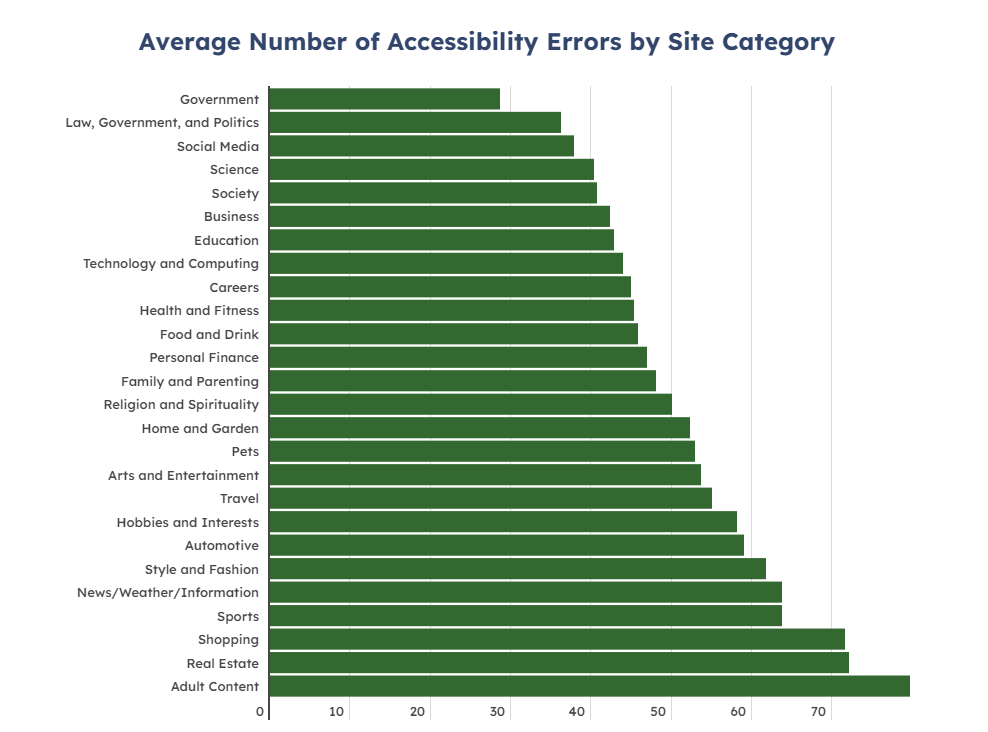 Average Number of Accessibility Errors by Site Category
Government
Law, Government, and Politics
Social Media
Science
Society
Business
Education
Technology and Computing
Careers
Health and Fitness
Food and Drink
Personal Finance
Family and Parenting
Religion and Spirituality
Home and Garden
Pets
Arts and Entertainment
Travel
Hobbies and Interests
Automotive
Style and Fashion
News/Weather/Information
Sports
Shopping
Real Estate
Adult Content
0 10 20 30 40 50 60 70